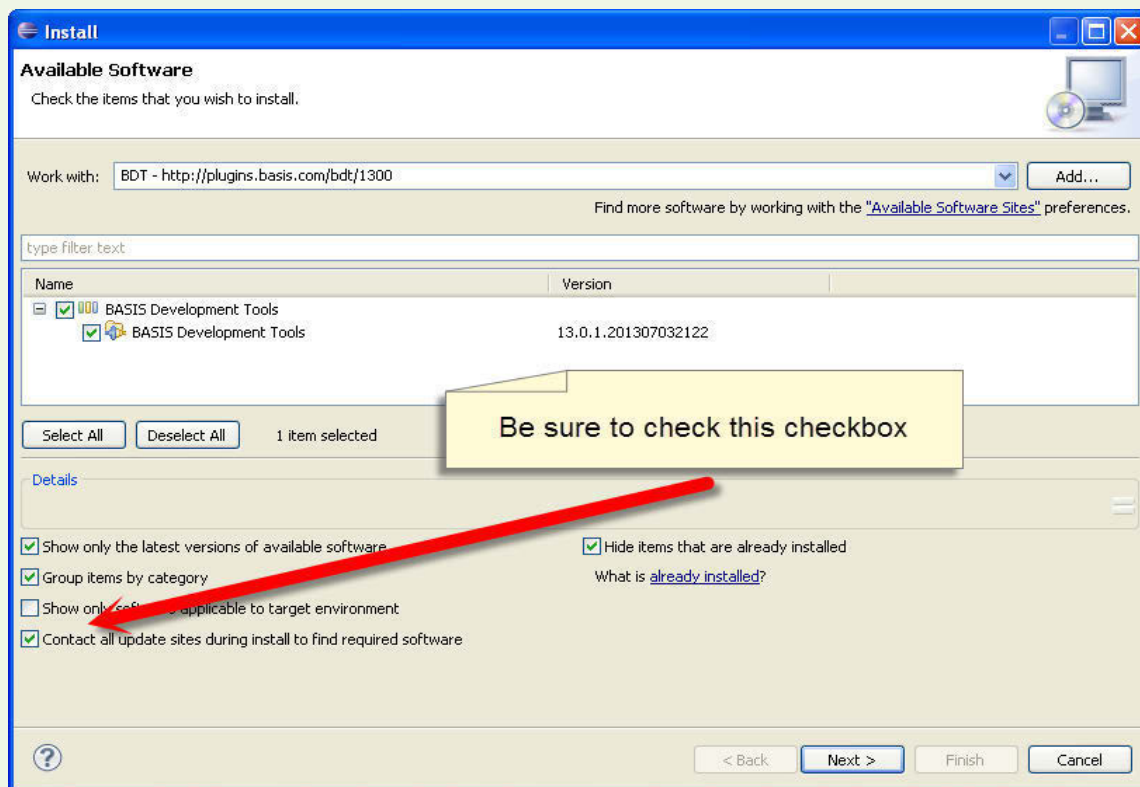 Install
Available Software
Check the items that you wish to install.
Work with: BDT - http://plugins.basis.com/bdt/1300 Add...
Find more software by working with the "Available Software Sites" preferences.
type filter text
Name Version
BASIS Development Tools
BASIS Development Tools 13.0.1.201307032122
Be sure to check this checkbox
Select All Deselect All 1 item selected
Details
Show only the latest versions of available software Hide items that are already installed
Group items by category What is already installed?
Show only software applicable to target environment
Contact all update sites during install to find required software
? < Back Next > Finish Cancel